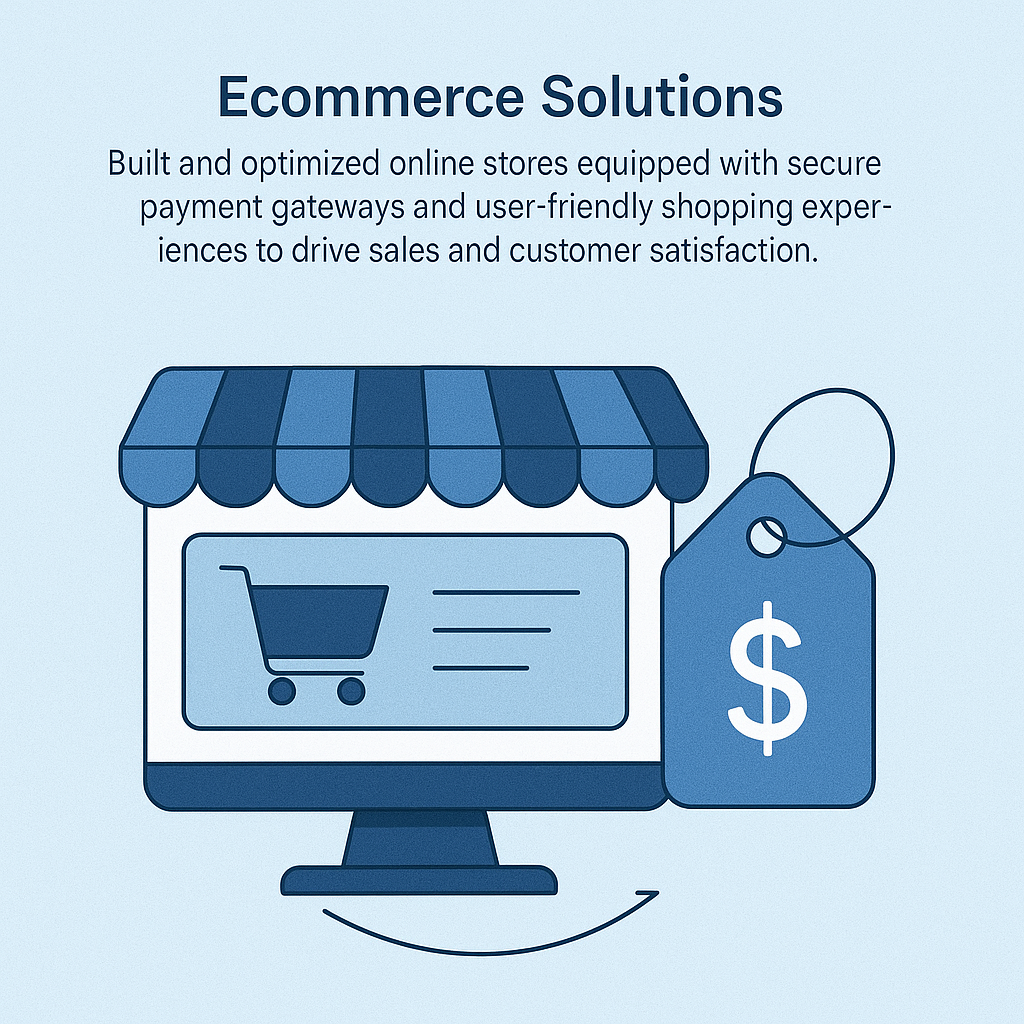 Ecommerce Solutions
Built and optimized online stores equipped with secure
payment gateways and user-friendly shopping exper-
iences to drive sales and customer satisfaction.
$